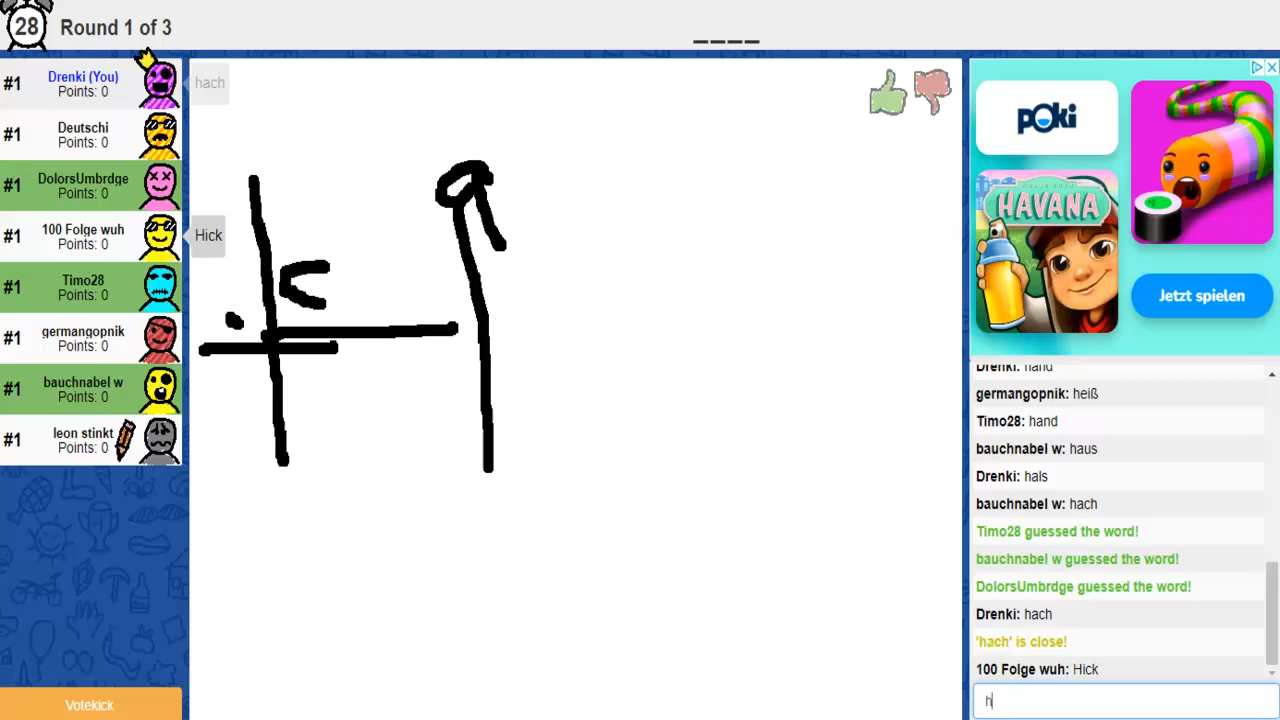 28
Round 1 of 3
____
#1
Drenki (You)
Points: 0
hach
#1
Deutschi
Points: 0
#1
DolorsUmbrdge
Points: 0
#1
100 Folge wuh
Points: 0
Hick
#1
Timo28
Points: 0
#1
germangopnik
Points: 0
#1
bauchnabel w
Points: 0
#1
leon stinkt
Points: 0
Votekick
poki
HAVANA
Jetzt spielen
Drenki: hand
germangopnik: heiß
Timo28: hand
bauchnabel w: haus
Drenki: hals
bauchnabel w: hach
Timo28 guessed the word!
bauchnabel w guessed the word!
DolorsUmbrdge guessed the word!
Drenki: hach
'hach' is close!
100 Folge wuh: Hick
h